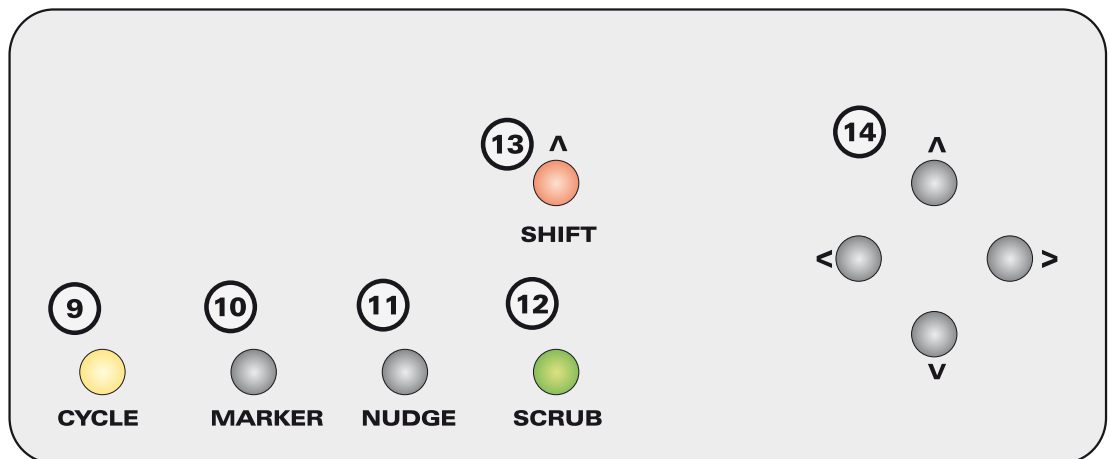 13 ʌ
14 ʌ
SHIFT
< >
9 10 11 12
v
CYCLE MARKER NUDGE SCRUB